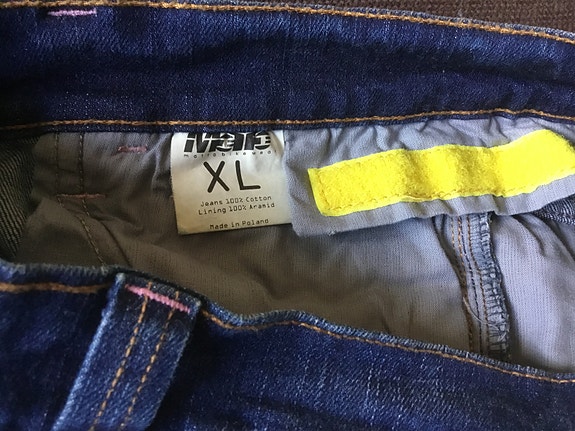 XL
Jeans 100% Cotton
Lining 100% Aramid
Made in Poland